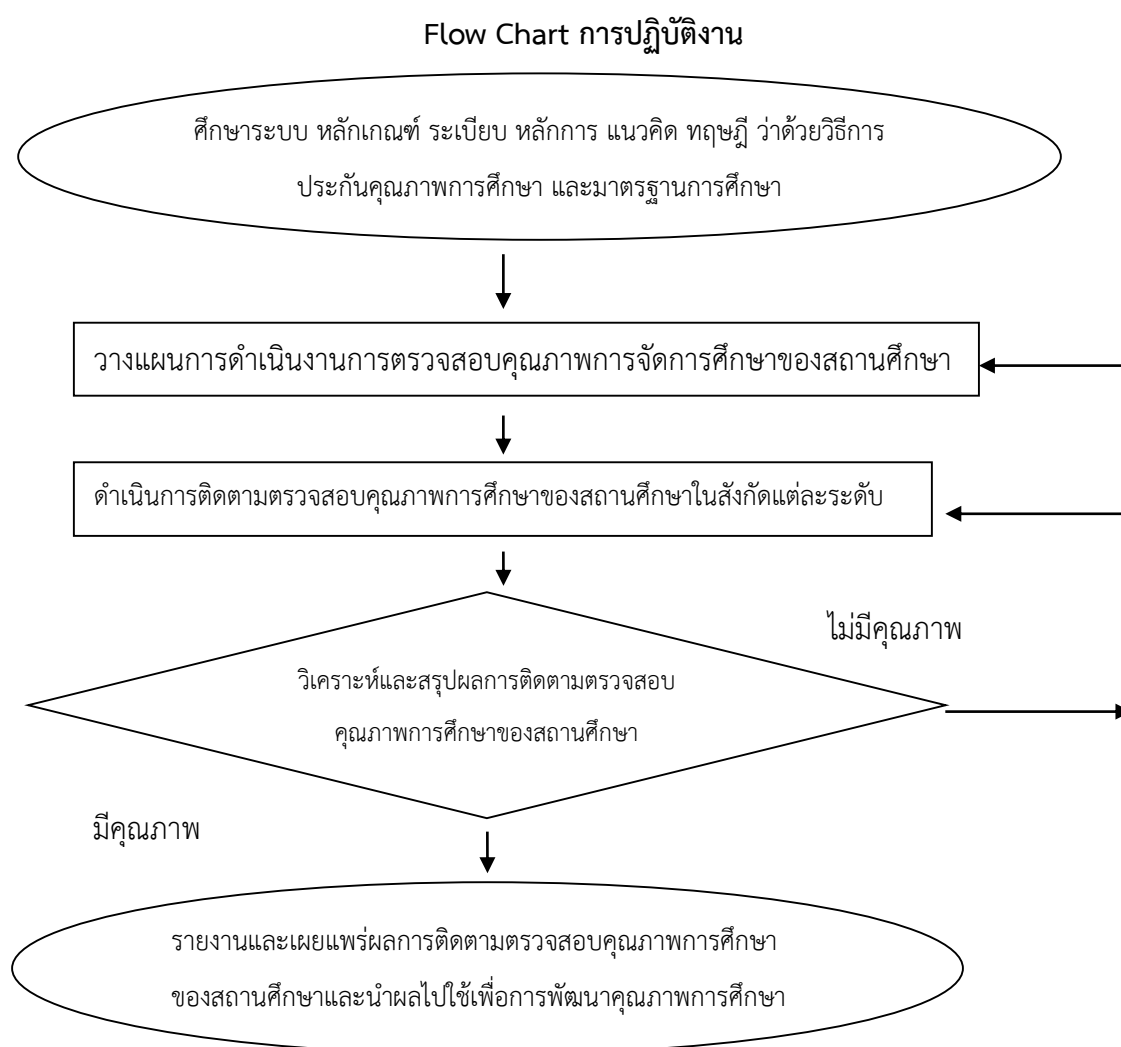 Flow Chart การปฏิบัติงาน
ศึกษาระบบ หลักเกณฑ์ ระเบียบ หลักการ แนวคิด ทฤษฎี ว่าด้วยวิธีการ
ประกันคุณภาพการศึกษา และมาตรฐานการศึกษา
วางแผนการดำเนินงานการตรวจสอบคุณภาพการจัดการศึกษาของสถานศึกษา
ดำเนินการติดตามตรวจสอบคุณภาพการศึกษาของสถานศึกษาในสังกัดแต่ละระดับ
ไม่มีคุณภาพ
วิเคราะห์และสรุปผลการติดตามตรวจสอบ
คุณภาพการศึกษาของสถานศึกษา
มีคุณภาพ
รายงานและเผยแพร่ผลการติดตามตรวจสอบคุณภาพการศึกษา
ของสถานศึกษาและนำผลไปใช้เพื่อการพัฒนาคุณภาพการศึกษา